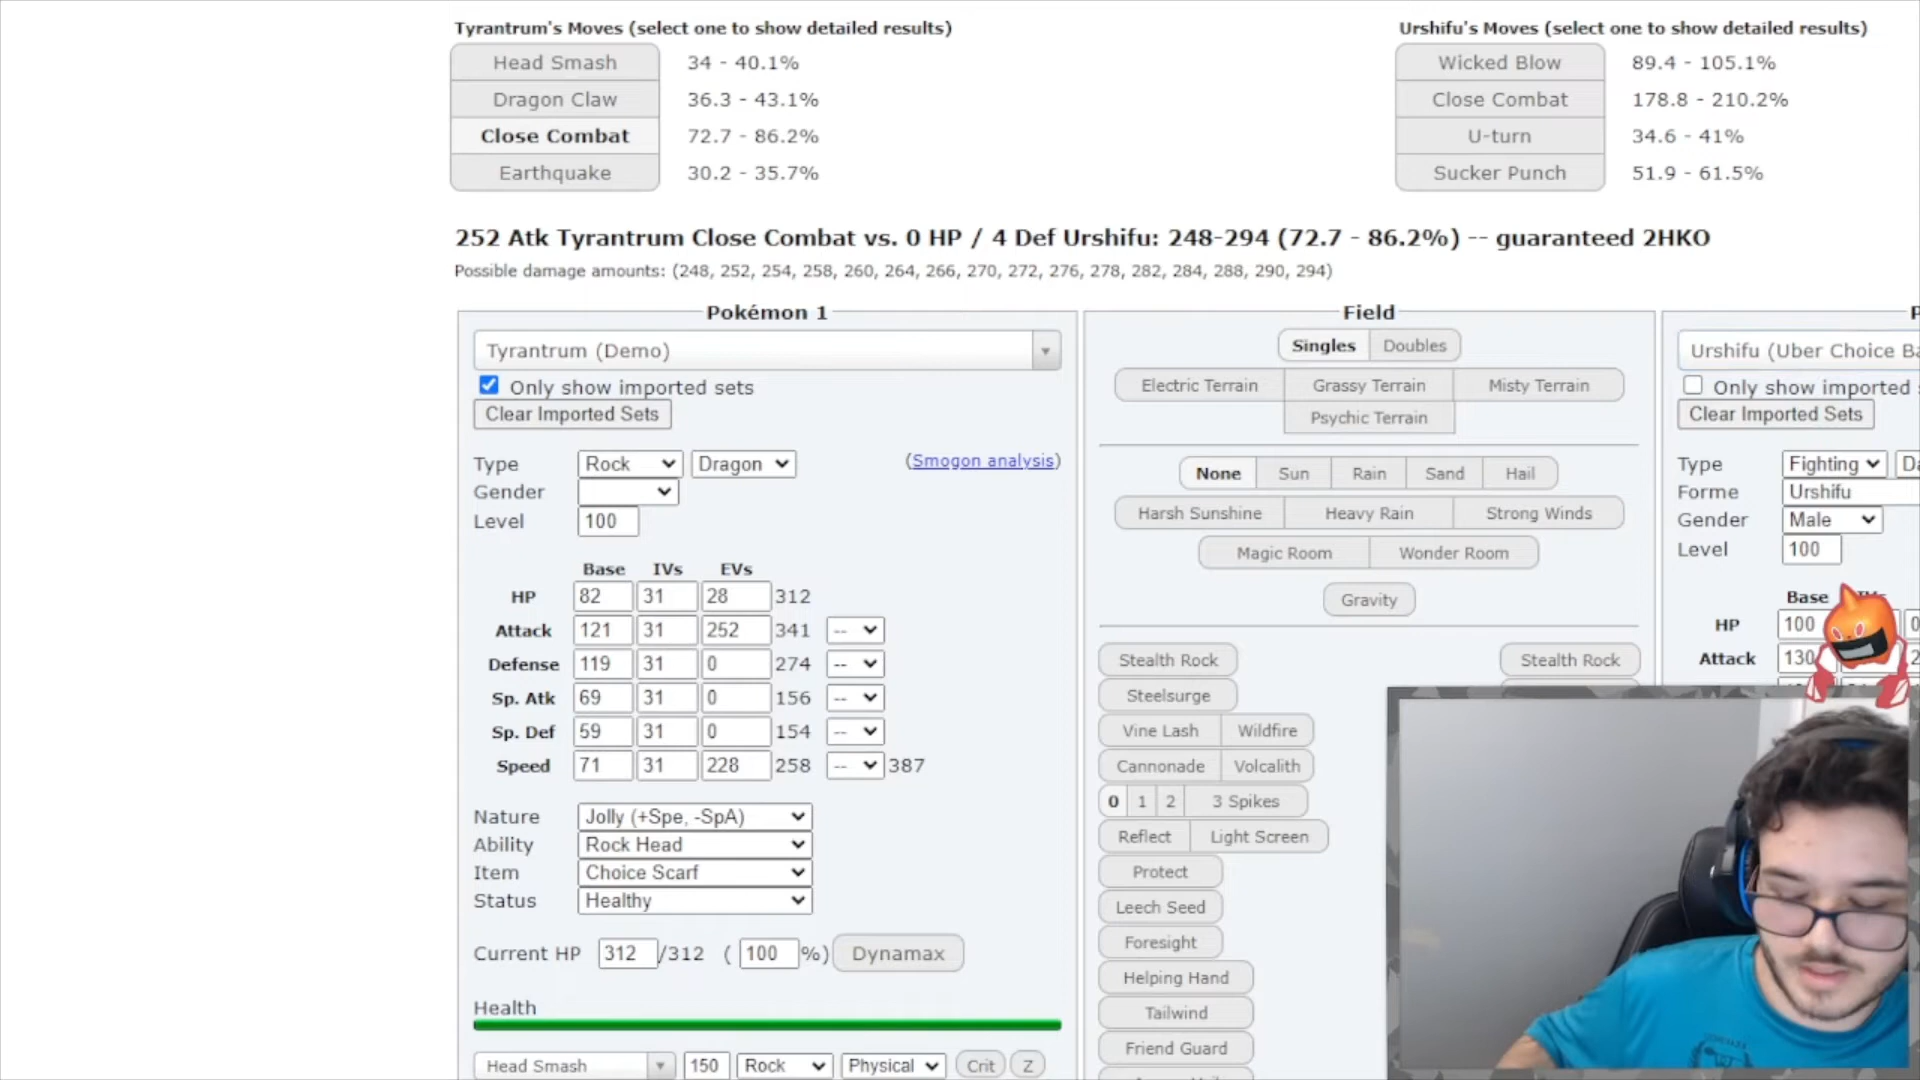 Tyrantrum's Moves (select one to show detailed results)
Urshifu's Moves (select one to show detailed results)
Head Smash 34 - 40.1%
Wicked Blow 89.4 - 105.1%
Dragon Claw 36.3 - 43.1%
Close Combat 178.8 - 210.2%
Close Combat 72.7 - 86.2%
U-turn 34.6 - 41%
Earthquake 30.2 - 35.7%
Sucker Punch 51.9 - 61.5%
252 Atk Tyrantrum Close Combat vs. 0 HP / 4 Def Urshifu: 248-294 (72.7 - 86.2%) -- guaranteed 2HKO
Possible damage amounts: (248, 252, 254, 258, 260, 264, 266, 270, 272, 276, 278, 282, 284, 288, 290, 294)
Pokémon 1
Tyrantrum (Demo)
Only show imported sets
Clear Imported Sets
Type Rock Dragon (Smogon analysis)
Gender
Level 100
Base IVs EVs
HP 82 31 28 312
Attack 121 31 252 341 --
Defense 119 31 0 274 --
Sp. Atk 69 31 0 156 --
Sp. Def 59 31 0 154 --
Speed 71 31 228 258 -- 387
Nature Jolly (+Spe, -SpA)
Ability Rock Head
Item Choice Scarf
Status Healthy
Current HP 312 /312 ( 100 %) Dynamax
Health
Head Smash 150 Rock Physical Crit Z
Field
Singles Doubles
Electric Terrain Grassy Terrain Misty Terrain
Psychic Terrain
None Sun Rain Sand Hail
Harsh Sunshine Heavy Rain Strong Winds
Magic Room Wonder Room
Gravity
Stealth Rock Stealth Rock
Steelsurge
Vine Lash Wildfire
Cannonade Volcalith
0 1 2 3 Spikes
Reflect Light Screen
Protect
Leech Seed
Foresight
Helping Hand
Tailwind
Friend Guard
Urshifu (Uber Choice Ba
Only show imported
Clear Imported Sets
Type Fighting Da
Forme Urshifu
Gender Male
Level 100
Base
HP 100
Attack 130